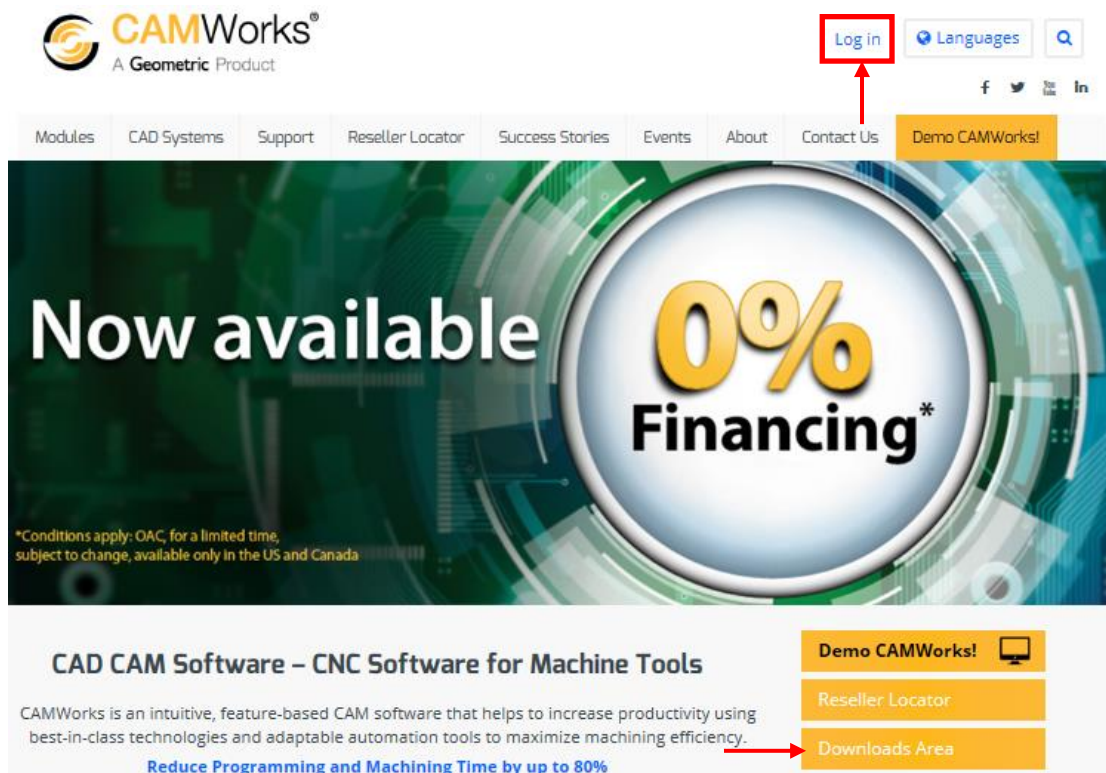 CAMWorks®
A Geometric Product
Log in
Languages
f You Tube in
Modules CAD Systems Support Reseller Locator Success Stories Events About Contact Us Demo CAMWorks!
Now available
0%
Financing*
*Conditions apply: OAC, for a limited time,
subject to change, available only in the US and Canada
CAD CAM Software – CNC Software for Machine Tools
CAMWorks is an intuitive, feature-based CAM software that helps to increase productivity using
best-in-class technologies and adaptable automation tools to maximize machining efficiency.
Reduce Programming and Machining Time by up to 80%
Demo CAMWorks!
Reseller Locator
Downloads Area